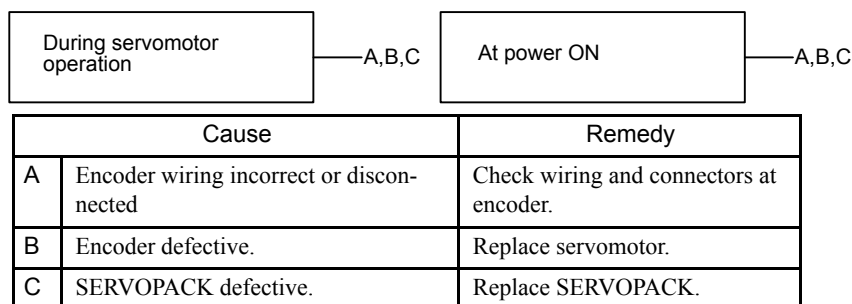 During servomotor
operation
A,B,C
At power ON
A,B,C
Cause
Remedy
A
Encoder wiring incorrect or discon-
nected
Check wiring and connectors at
encoder.
B
Encoder defective.
Replace servomotor.
C
SERVOPACK defective.
Replace SERVOPACK.